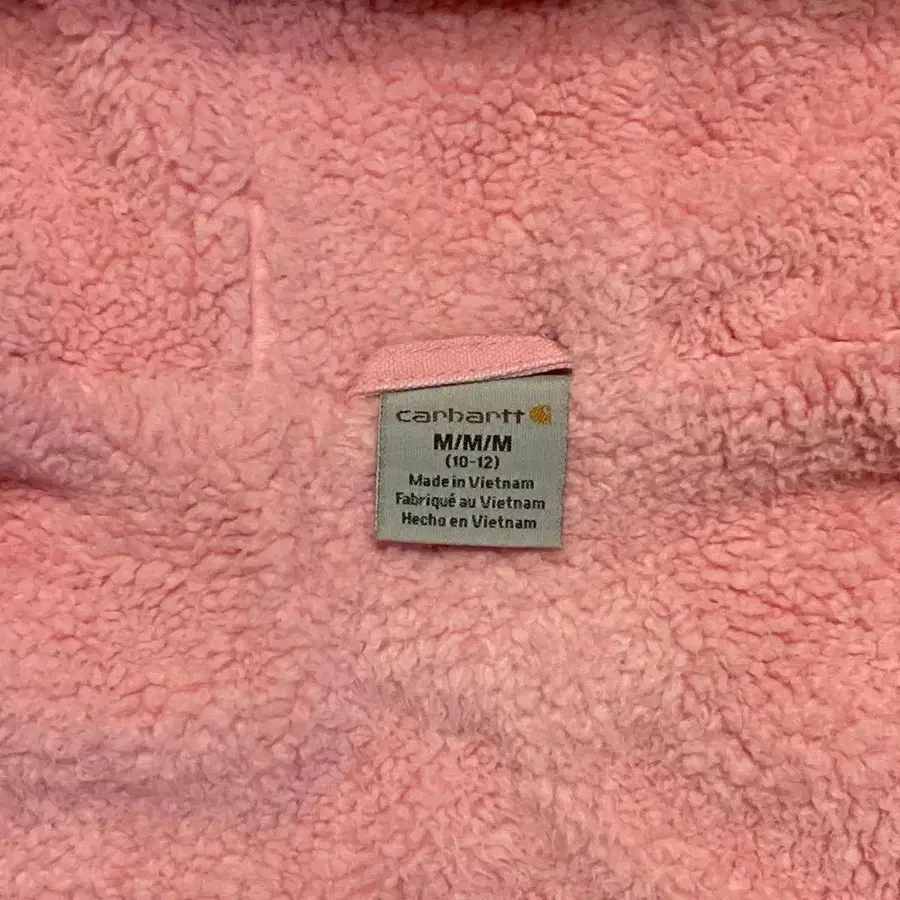 carhartt
M/M/M
(10-12)
Made in Vietnam
Fabriqué au Vietnam
Hecho en Vietnam